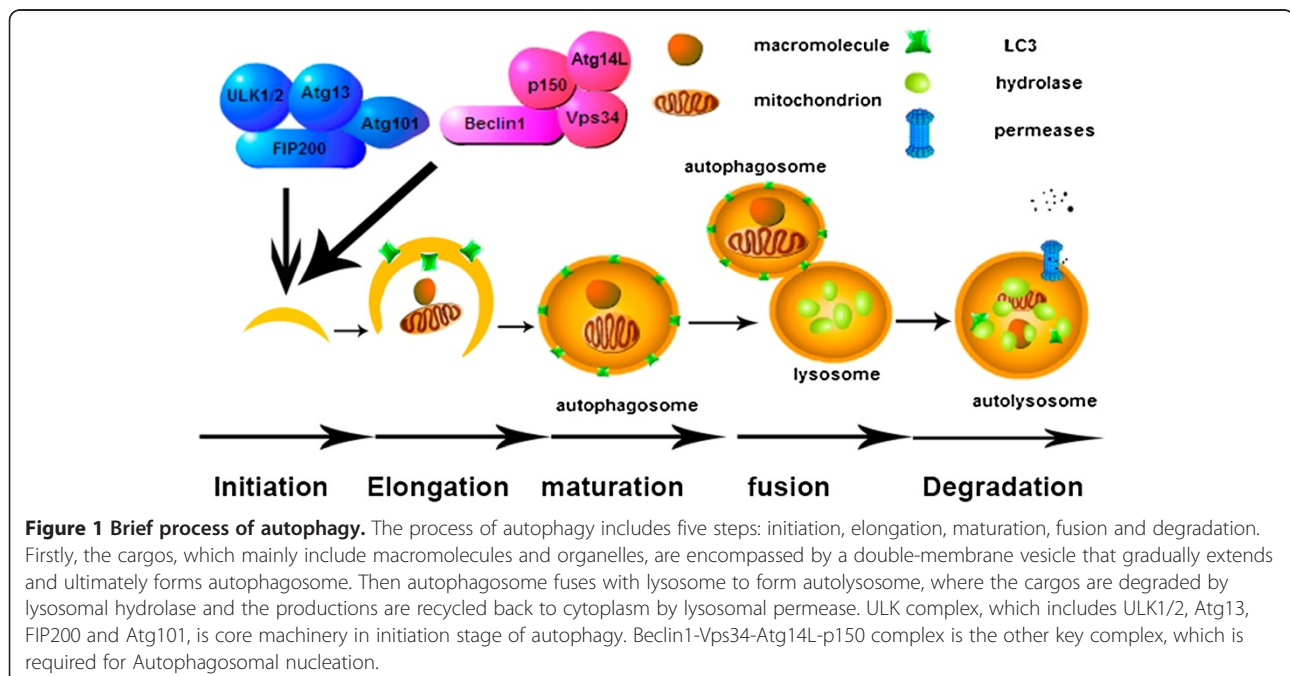 ULK1/2
Atg13
Atg101
FIP200
Atg14L
p150
Beclin1
Vps34
macromolecule
LC3
mitochondrion
hydrolase
permeases
autophagosome
lysosome
autophagosome
autolysosome
Initiation
Elongation
maturation
fusion
Degradation
Figure 1 Brief process of autophagy. The process of autophagy includes five steps: initiation, elongation, maturation, fusion and degradation.
Firstly, the cargos, which mainly include macromolecules and organelles, are encompassed by a double-membrane vesicle that gradually extends
and ultimately forms autophagosome. Then autophagosome fuses with lysosome to form autolysosome, where the cargos are degraded by
lysosomal hydrolase and the productions are recycled back to cytoplasm by lysosomal permease. ULK complex, which includes ULK1/2, Atg13,
FIP200 and Atg101, is core machinery in initiation stage of autophagy. Beclin1-Vps34-Atg14L-p150 complex is the other key complex, which is
required for Autophagosomal nucleation.